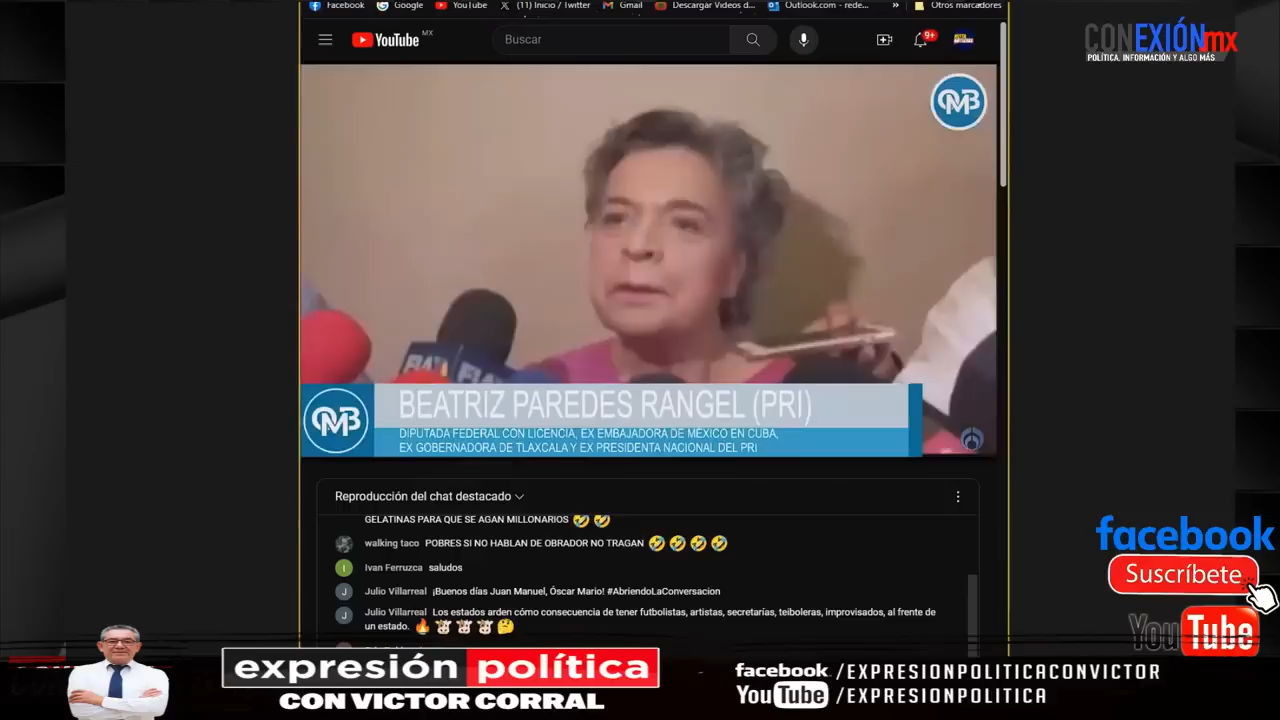 Facebook
Google
YouTube
(11) Inicio / Twitter
Gmail
Descargar Videos d...
Outlook.com - rede...
»
Otros marcadores
YouTube MX
Buscar
9+
CONEXIÓNmx
POLÍTICA, INFORMACIÓN Y ALGO MÁS
OMB
BEATRIZ PAREDES RANGEL (PRI)
DIPUTADA FEDERAL CON LICENCIA, EX EMBAJADORA DE MÉXICO EN CUBA,
EX GOBERNADORA DE TLAXCALA Y EX PRESIDENTA NACIONAL DEL PRI
OMB
Reproducción del chat destacado
GELATINAS PARA QUE SE AGAN MILLONARIOS 🤣 🤣
walking taco POBRES SI NO HABLAN DE OBRADOR NO TRAGAN 🤣 🤣 🤣 🤣
I Ivan Ferruzca saludos
J Julio Villarreal ¡Buenos días Juan Manuel, Óscar Mario! #AbriendoLaConversacion
J Julio Villarreal Los estados arden cómo consecuencia de tener futbolistas, artistas, secretarías, teiboleras, improvisados, al frente de
un estado. 🔥 🐮 🐮 🐮 🤔
facebook
Suscríbete
YouTube
expresión política
CON VICTOR CORRAL
facebook./EXPRESIONPOLITICACONVICTOR
YouTube/EXPRESIONPOLITICA